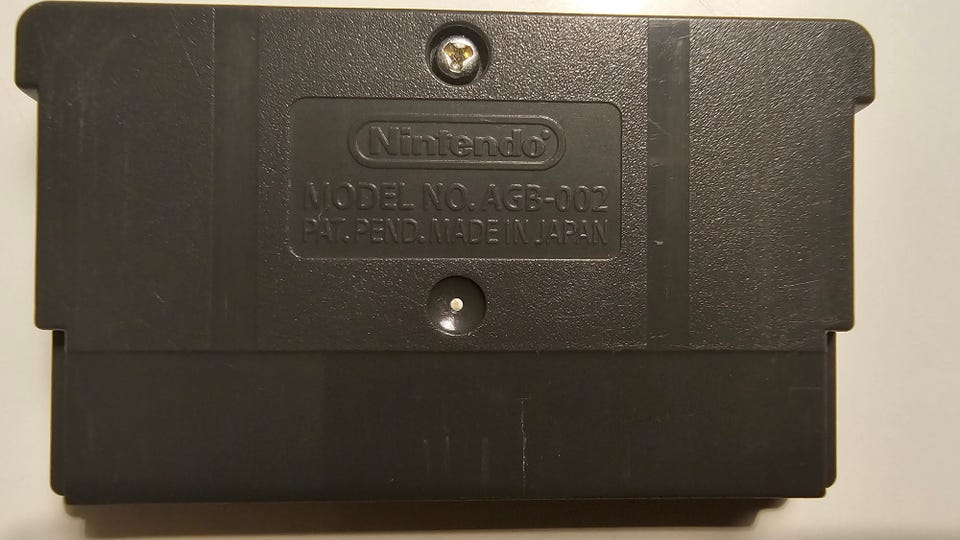 Nintendo
MODEL NO. AGB-002
PAT. PEND. MADE IN JAPAN